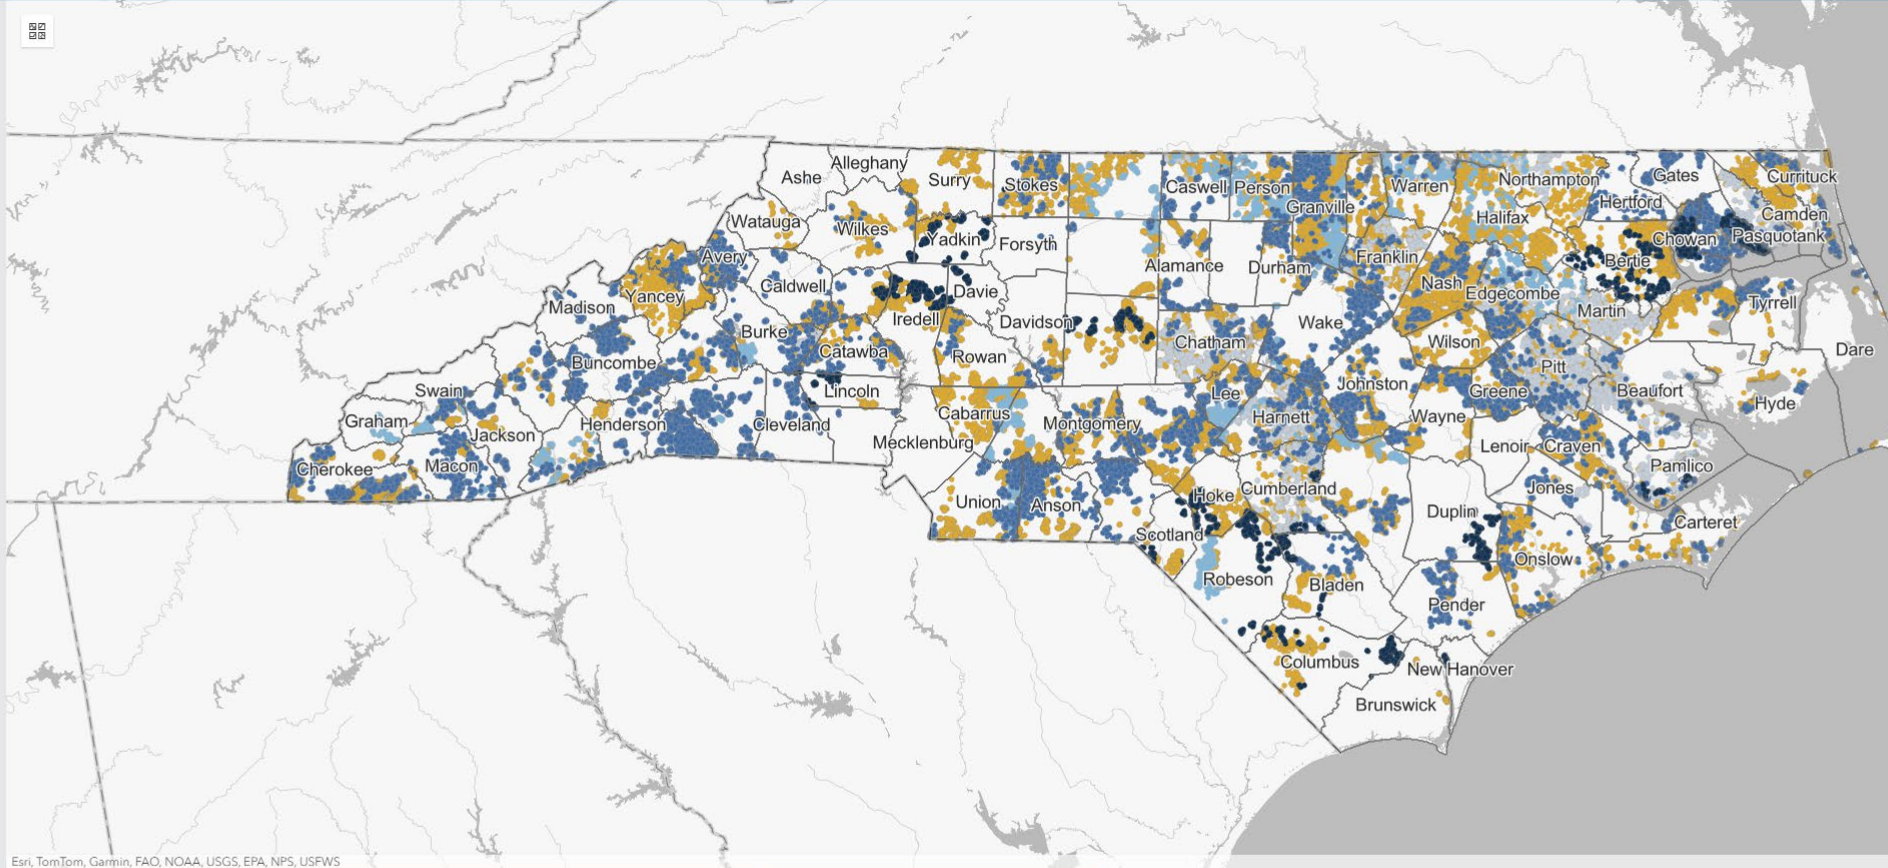 Alleghany
Ashe
Surry
Stokes
Caswell
Person
Granville
Warren
Northampton
Gates
Currituck
Hertford
Halifax
Camden
Watauga
Wilkes
Yadkin
Forsyth
Chowan
Pasquotank
Avery
Alamance
Durham
Franklin
Bertie
Nash
Edgecombe
Caldwell
Davie
Yancey
Madison
Martin
Tyrrell
Iredell
Davidson
Wake
Burke
Chatham
Wilson
Dare
Catawba
Rowan
Buncombe
Pitt
Swain
Lincoln
Lee
Johnston
Greene
Beaufort
Hyde
Graham
Henderson
Cleveland
Cabarrus
Montgomery
Harnett
Wayne
Jackson
Mecklenburg
Lenoir
Craven
Cherokee
Macon
Pamlico
Union
Anson
Hoke
Cumberland
Jones
Duplin
Carteret
Scotland
Onslow
Robeson
Bladen
Pender
Columbus
New Hanover
Brunswick
Esri, TomTom, Garmin, FAO, NOAA, USGS, EPA, NPS, USFWS